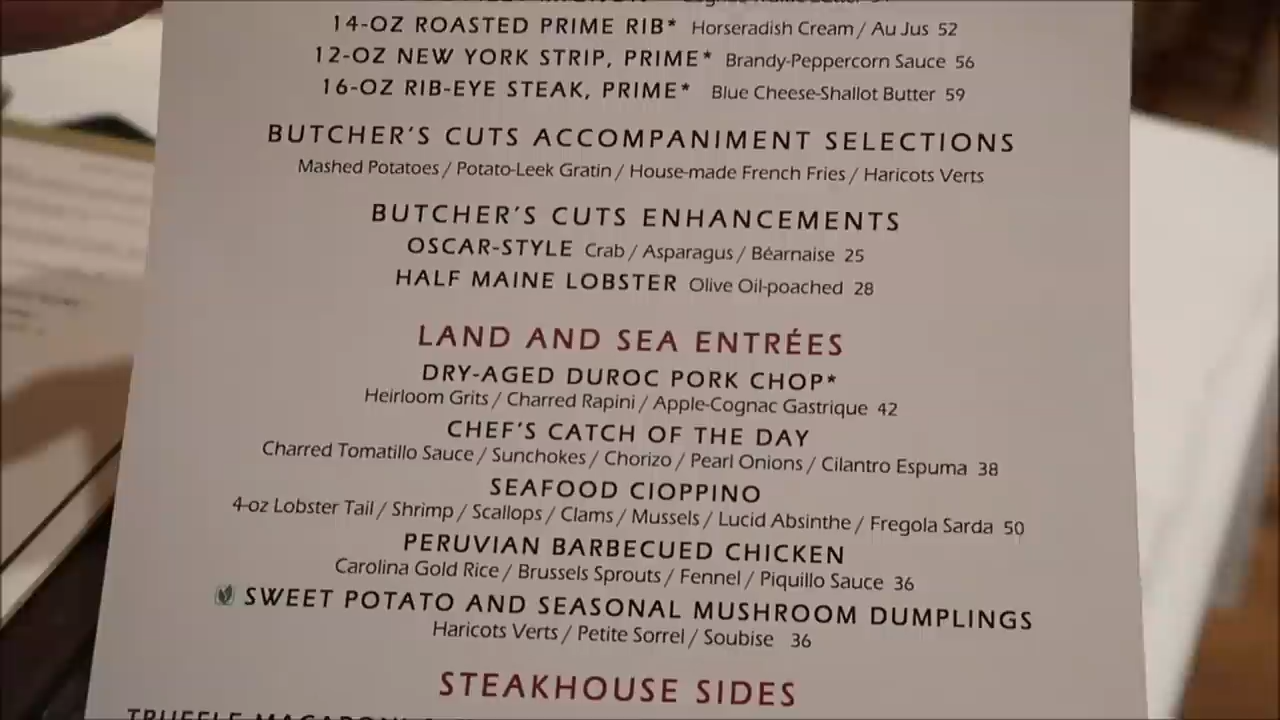 14-OZ ROASTED PRIME RIB* Horseradish Cream / Au Jus 52
12-OZ NEW YORK STRIP, PRIME* Brandy-Peppercorn Sauce 56
16-OZ RIB-EYE STEAK, PRIME* Blue Cheese-Shallot Butter 59
BUTCHER'S CUTS ACCOMPANIMENT SELECTIONS
Mashed Potatoes / Potato-Leek Gratin / House-made French Fries / Haricots Verts
BUTCHER'S CUTS ENHANCEMENTS
OSCAR-STYLE Crab / Asparagus / Béarnaise 25
HALF MAINE LOBSTER Olive Oil-poached 28
LAND AND SEA ENTRÉES
DRY-AGED DUROC PORK CHOP*
Heirloom Grits / Charred Rapini / Apple-Cognac Gastrique 42
CHEF'S CATCH OF THE DAY
Charred Tomatillo Sauce / Sunchokes / Chorizo / Pearl Onions / Cilantro Espuma 38
SEAFOOD CIOPPINO
4-oz Lobster Tail / Shrimp / Scallops / Clams / Mussels / Lucid Absinthe / Fregola Sarda 50
PERUVIAN BARBECUED CHICKEN
Carolina Gold Rice / Brussels Sprouts / Fennel / Piquillo Sauce 36
SWEET POTATO AND SEASONAL MUSHROOM DUMPLINGS
Haricots Verts / Petite Sorrel / Soubise 36
STEAKHOUSE SIDES
TRUFFLE